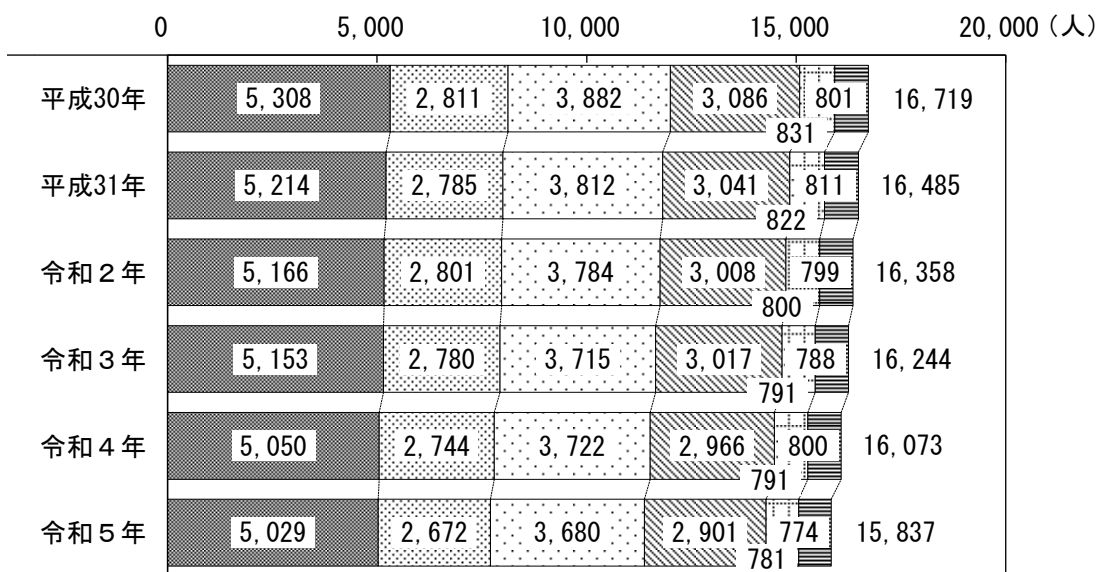 0 5,000 10,000 15,000 20,000 (人)
平成30年 5,308 2,811 3,882 3,086 801 16,719
831
平成31年 5,214 2,785 3,812 3,041 811 16,485
822
令和２年 5,166 2,801 3,784 3,008 799 16,358
800
令和３年 5,153 2,780 3,715 3,017 788 16,244
791
令和４年 5,050 2,744 3,722 2,966 800 16,073
791
令和５年 5,029 2,672 3,680 2,901 774 15,837
781